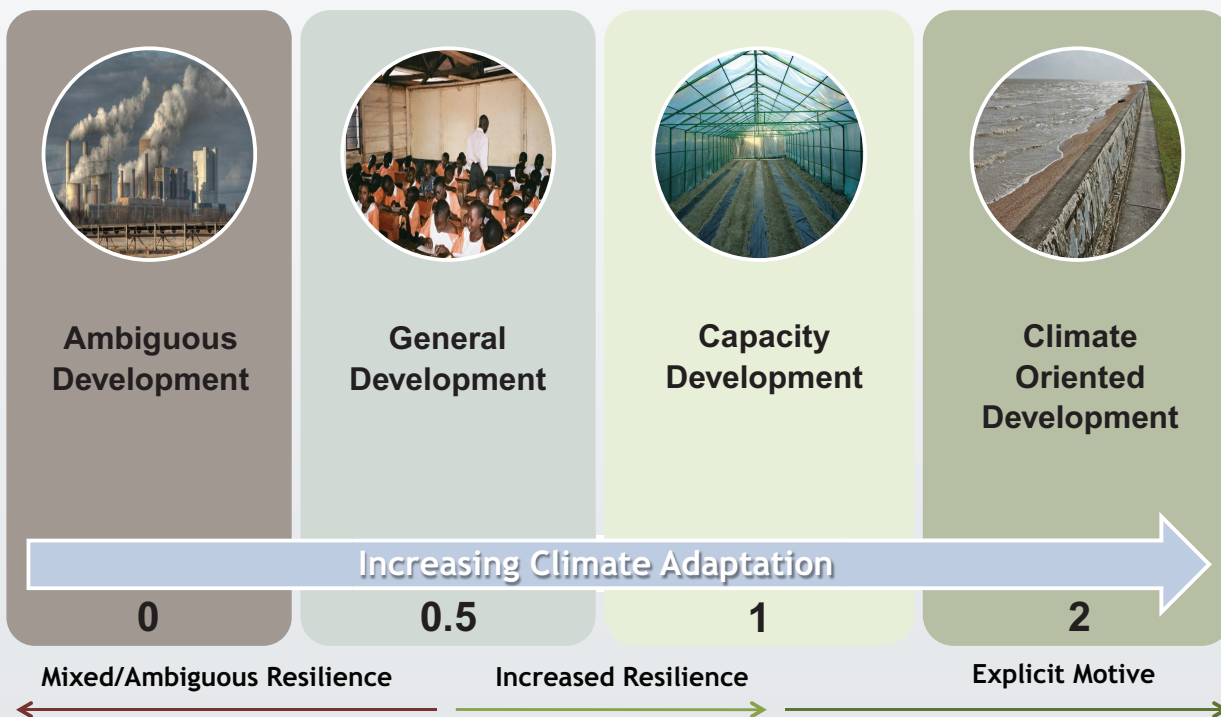 Ambiguous
Development
General
Development
Capacity
Development
Climate
Oriented
Development
Increasing Climate Adaptation
0
0.5
1
2
Mixed/Ambiguous Resilience
Increased Resilience
Explicit Motive